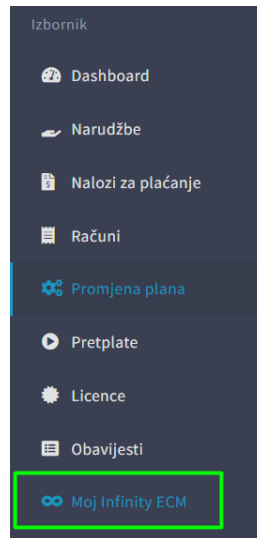 Izbornik
Dashboard
Narudžbe
Nalozi za plaćanje
Računi
Promjena plana
Pretplate
Licence
Obavijesti
Moj Infinity ECM